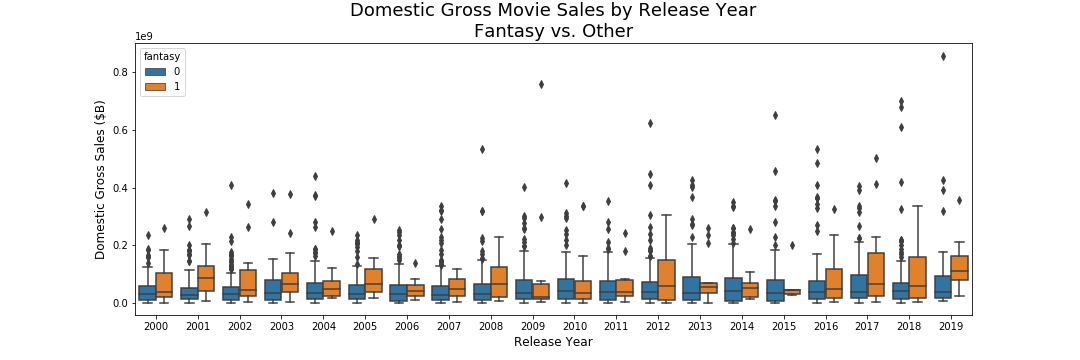 Domestic Gross Movie Sales by Release Year
Fantasy vs. Other
1e9
fantasy
0
1
0.8
0.6
0.4
0.2
0.0
Domestic Gross Sales ($B)
2000 2001 2002 2003 2004 2005 2006 2007 2008 2009 2010 2011 2012 2013 2014 2015 2016 2017 2018 2019
Release Year